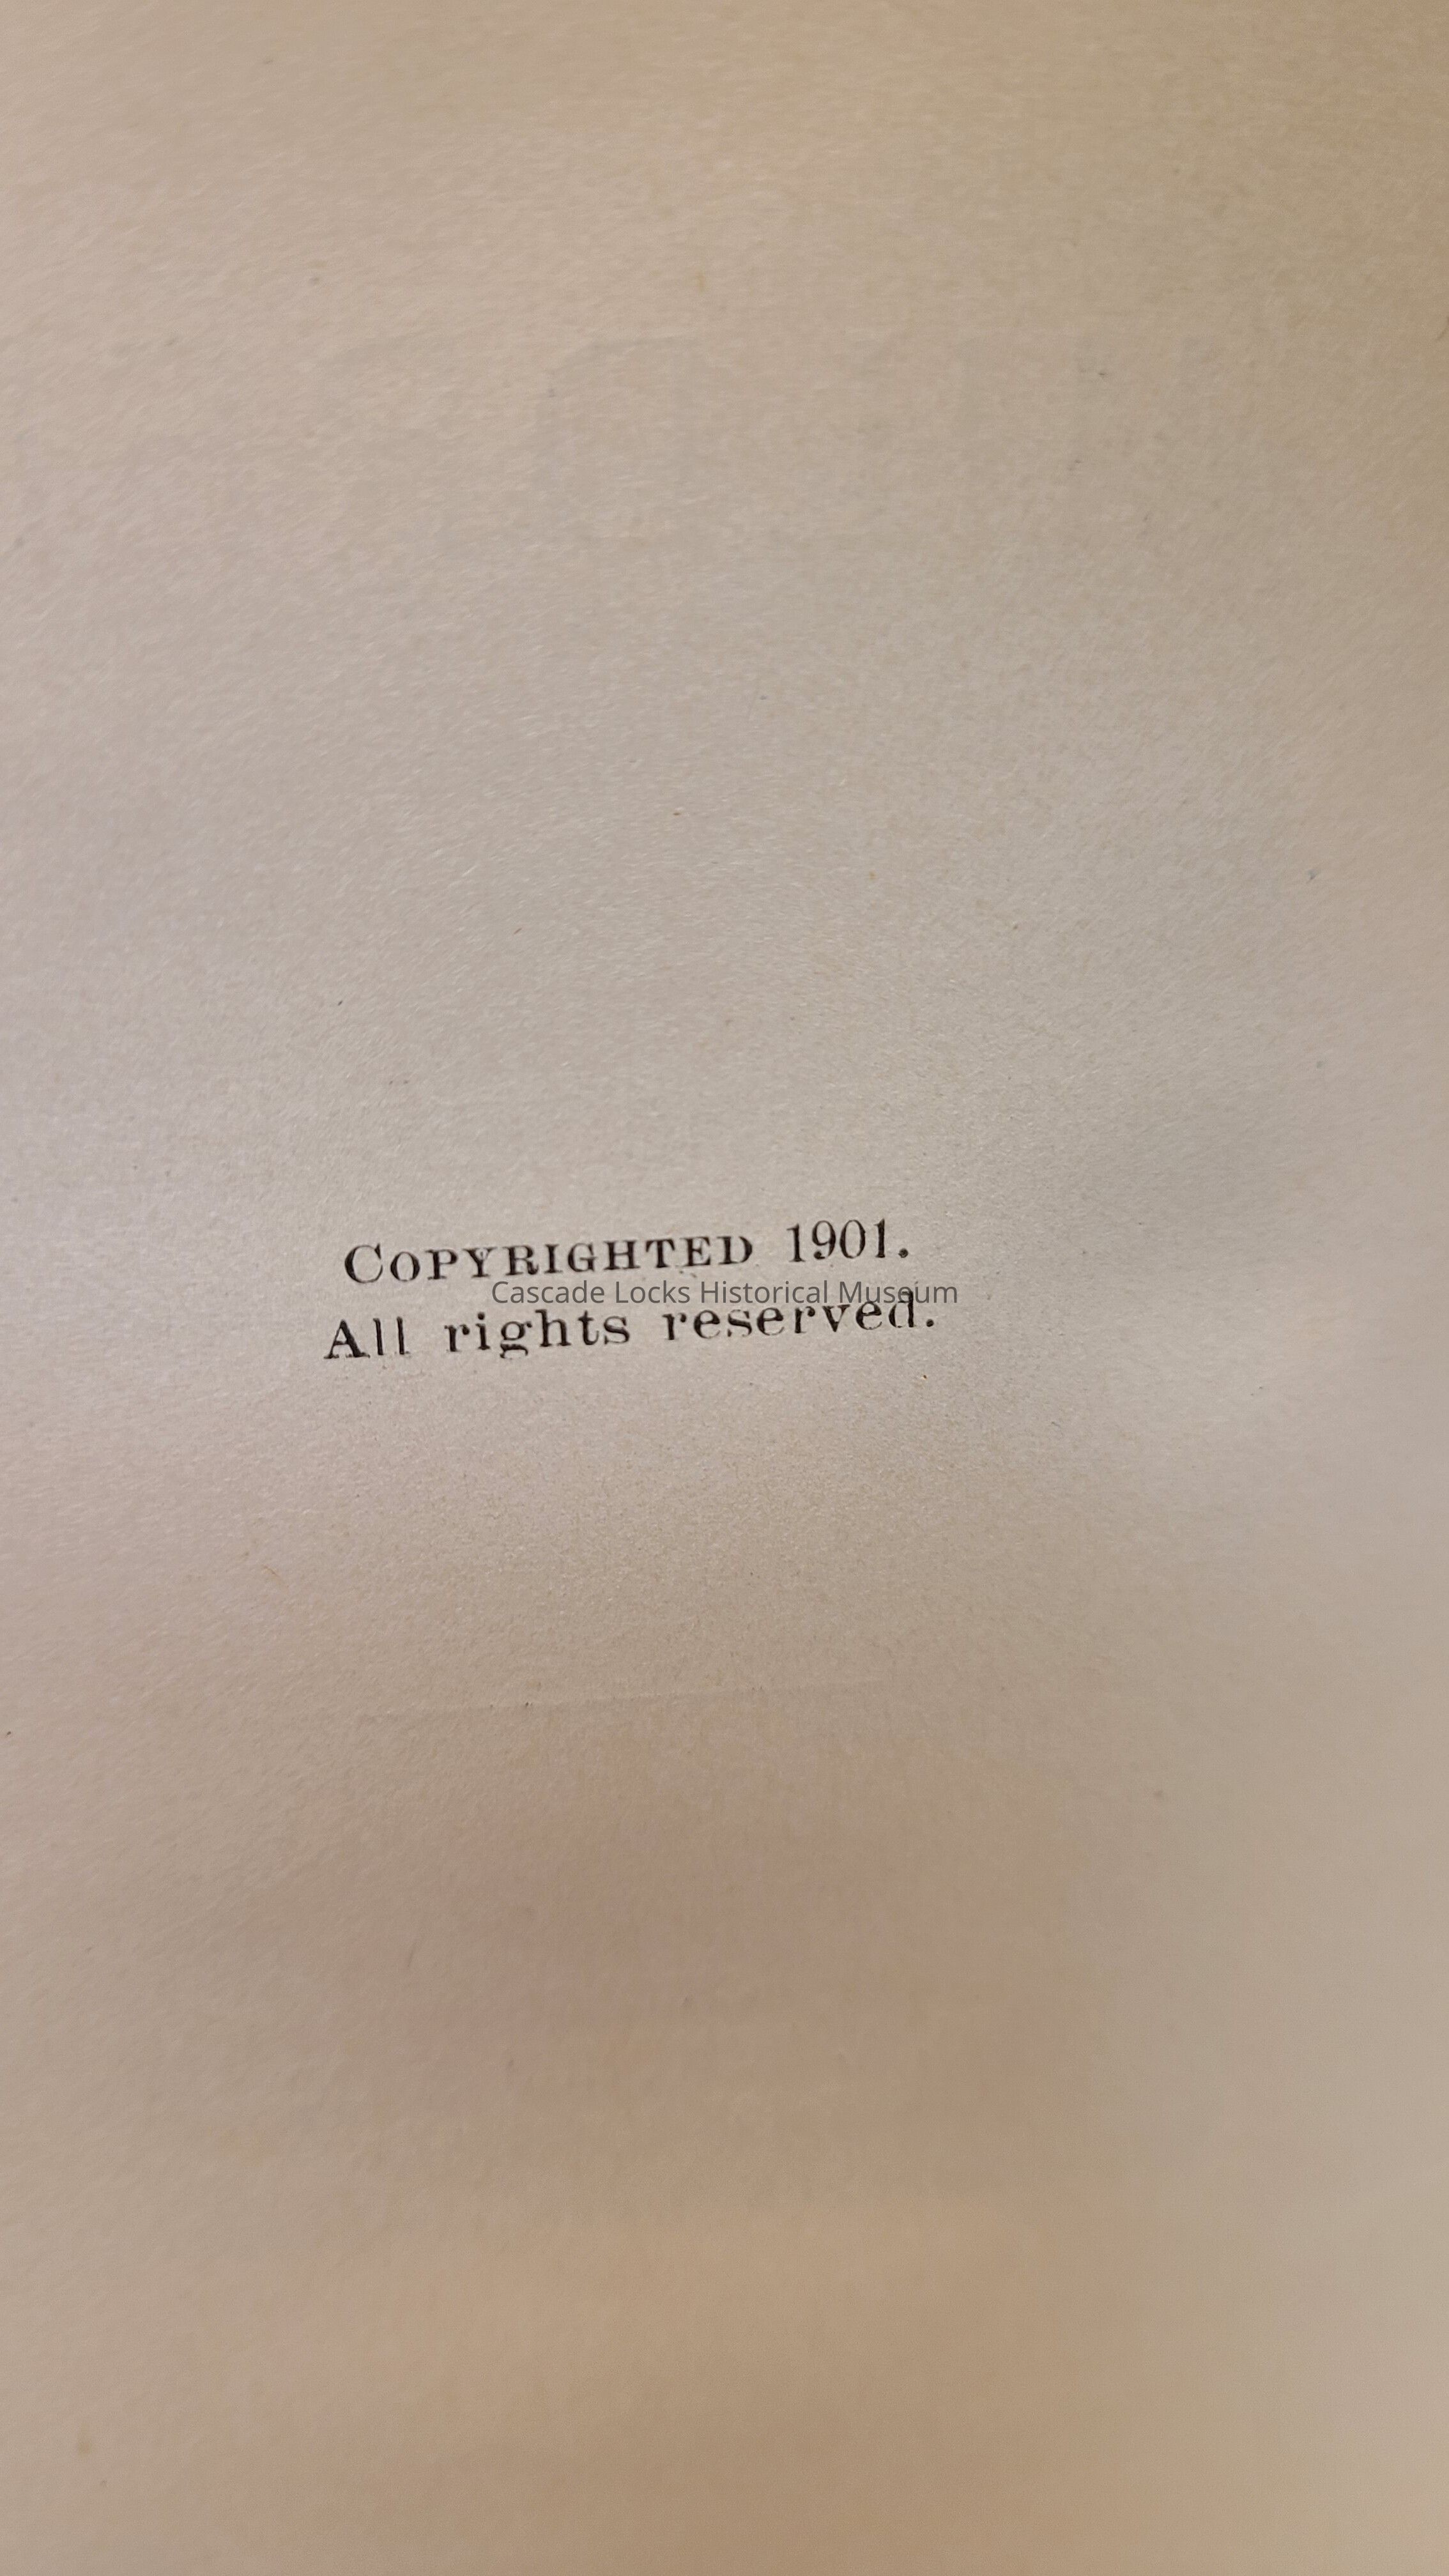 COPYRIGHTED 1901.
Cascade Locks Historical Museum
All rights reserved.